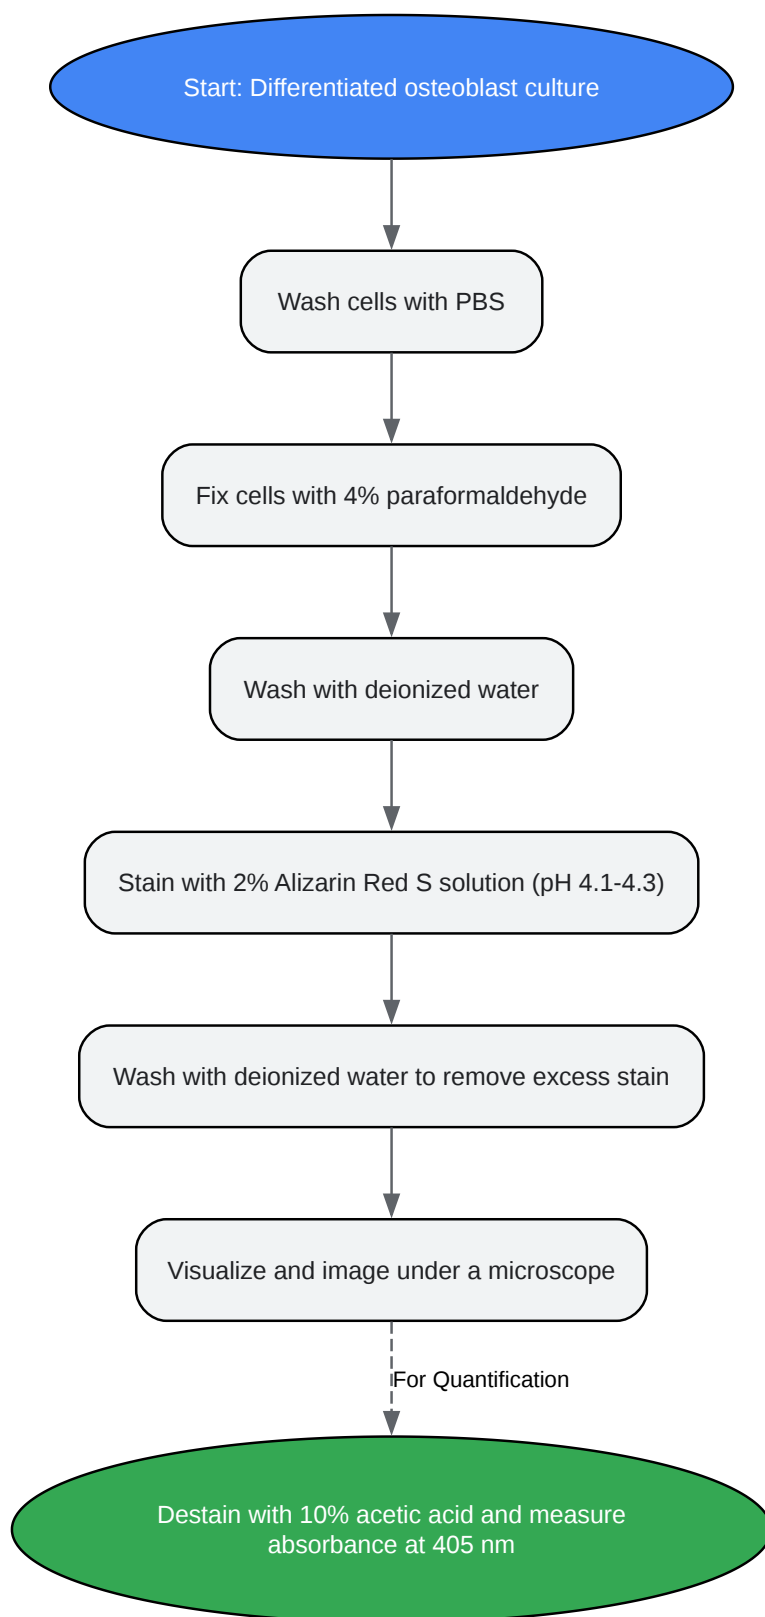 Start: Differentiated osteoblast culture
Wash cells with PBS
Fix cells with 4% paraformaldehyde
Wash with deionized water
Stain with 2% Alizarin Red S solution (pH 4.1-4.3)
Wash with deionized water to remove excess stain
Visualize and image under a microscope
For Quantification
Destain with 10% acetic acid and measure
absorbance at 405 nm